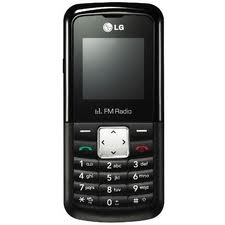 LG
FM Radio
1
2 abc
3 def
4 ghi
5 jkl
6 mno
7 pqrs
8 tuv
9 wxyz
0
#